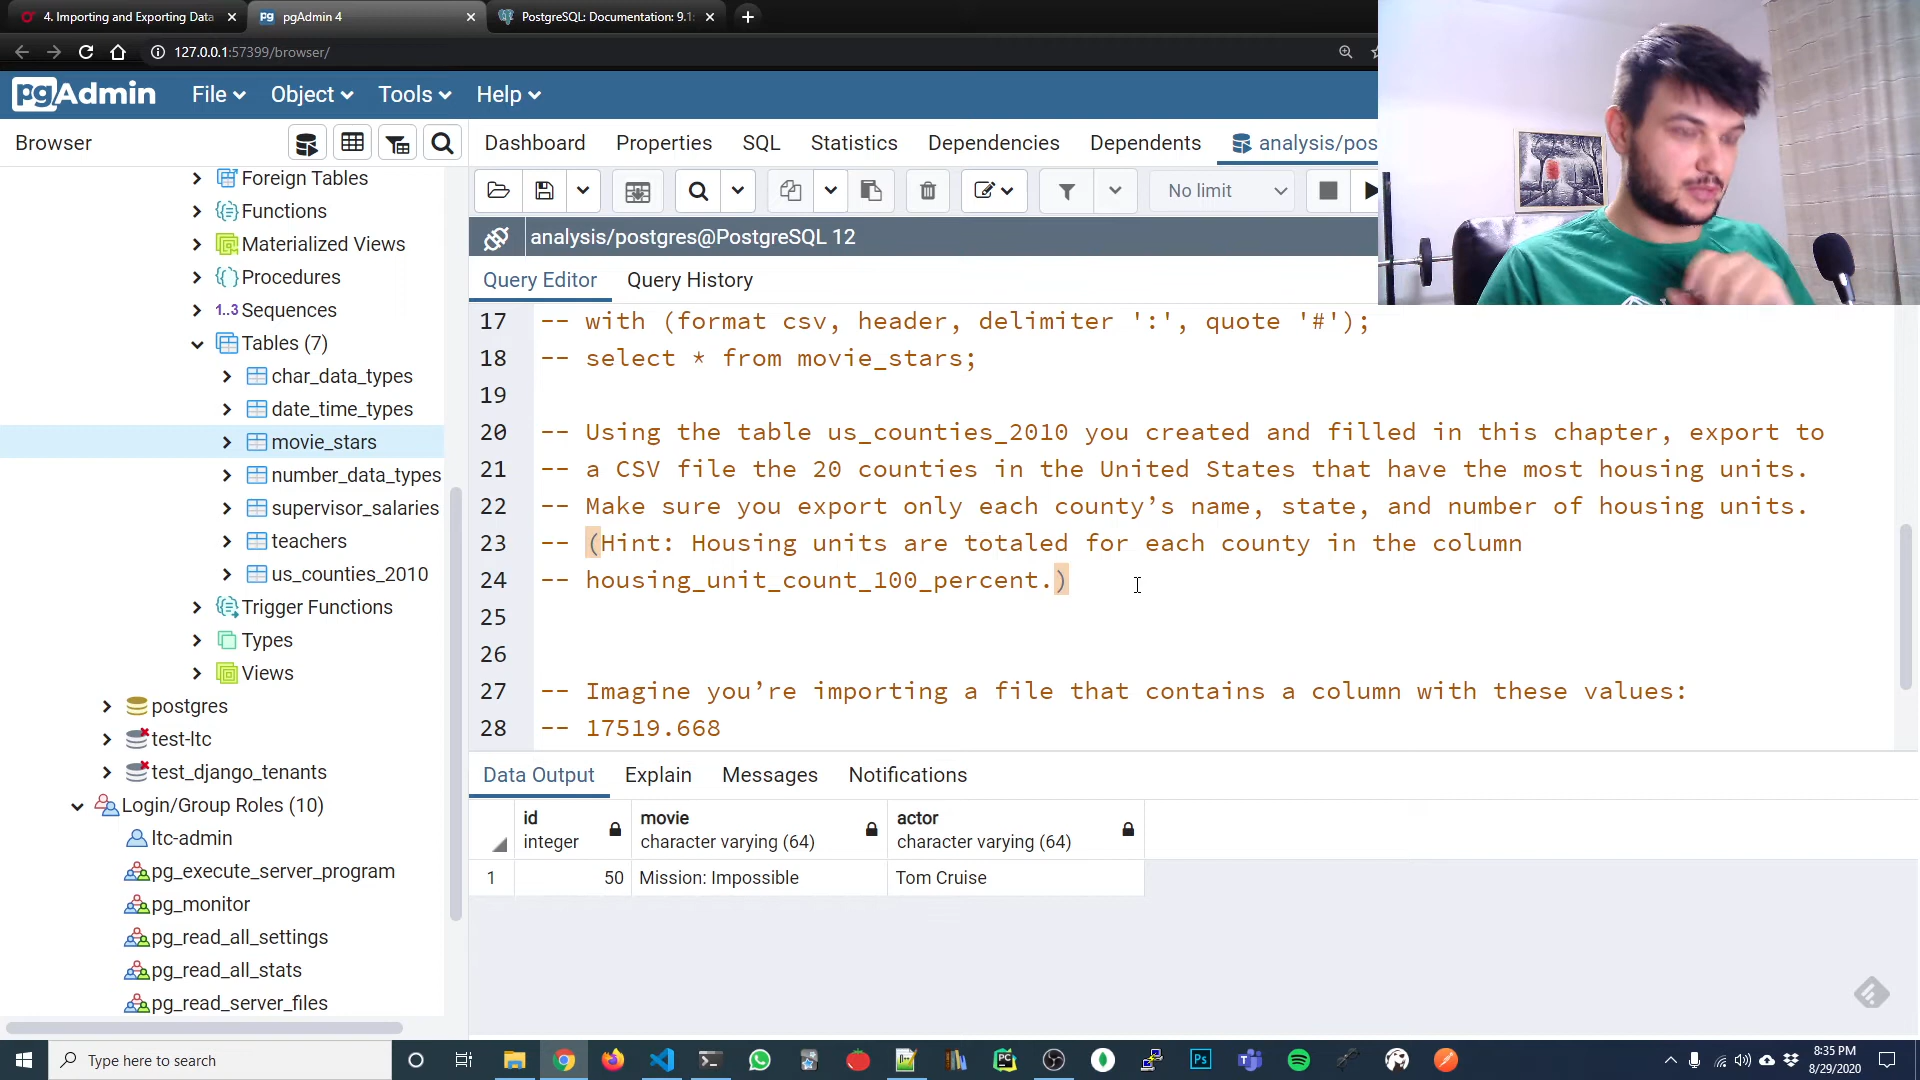 4. Importing and Exporting Data
pgAdmin 4
PostgreSQL: Documentation: 9.1:
127.0.0.1:57399/browser/
pgAdmin
File
Object
Tools
Help
Browser
Dashboard
Properties
SQL
Statistics
Dependencies
Dependents
analysis/pos
No limit
analysis/postgres@PostgreSQL 12
Query Editor
Query History
Foreign Tables
Functions
Materialized Views
Procedures
1..3 Sequences
Tables (7)
char_data_types
date_time_types
movie_stars
number_data_types
supervisor_salaries
teachers
us_counties_2010
Trigger Functions
Types
Views
postgres
test-ltc
test_django_tenants
Login/Group Roles (10)
ltc-admin
pg_execute_server_program
pg_monitor
pg_read_all_settings
pg_read_all_stats
pg_read_server_files
17 -- with (format csv, header, delimiter ':', quote '#');
18 -- select * from movie_stars;
19
20 -- Using the table us_counties_2010 you created and filled in this chapter, export to
21 -- a CSV file the 20 counties in the United States that have the most housing units.
22 -- Make sure you export only each county’s name, state, and number of housing units.
23 -- (Hint: Housing units are totaled for each county in the column
24 -- housing_unit_count_100_percent.)
25
26
27 -- Imagine you’re importing a file that contains a column with these values:
28 -- 17519.668
Data Output
Explain
Messages
Notifications
id
integer
movie
character varying (64)
actor
character varying (64)
1 50 Mission: Impossible Tom Cruise
Type here to search
Ps
8:35 PM
8/29/2020